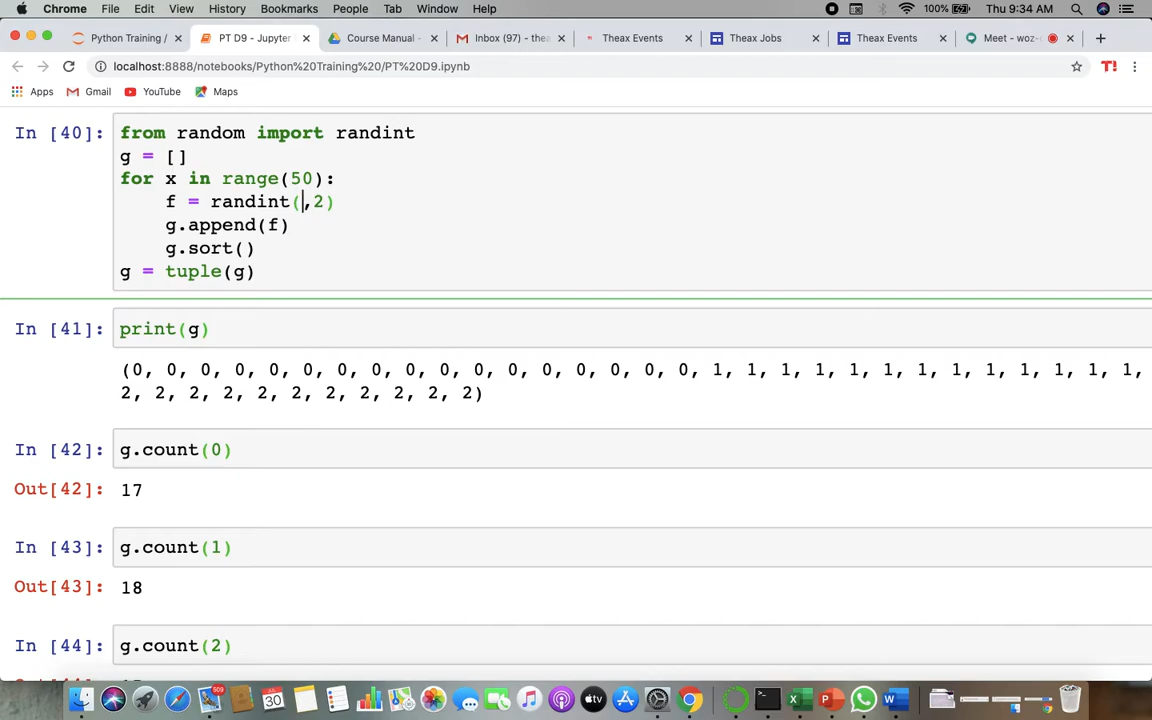 Chrome File Edit View History Bookmarks People Tab Window Help 100% Thu 9:34 AM
Python Training / PT D9 - Jupyter Course Manual - Inbox (97) - thea Theax Events Theax Jobs Theax Events Meet - woz-
localhost:8888/notebooks/Python%20Training%20/PT%20D9.ipynb T!
Apps Gmail YouTube Maps
In [40]: from random import randint
g = []
for x in range(50):
f = randint(,2)
g.append(f)
g.sort()
g = tuple(g)
In [41]: print(g)
(0, 0, 0, 0, 0, 0, 0, 0, 0, 0, 0, 0, 0, 0, 0, 0, 0, 1, 1, 1, 1, 1, 1, 1, 1, 1, 1, 1, 1, 1,
2, 2, 2, 2, 2, 2, 2, 2, 2, 2, 2)
In [42]: g.count(0)
Out[42]: 17
In [43]: g.count(1)
Out[43]: 18
In [44]: g.count(2)
509
30